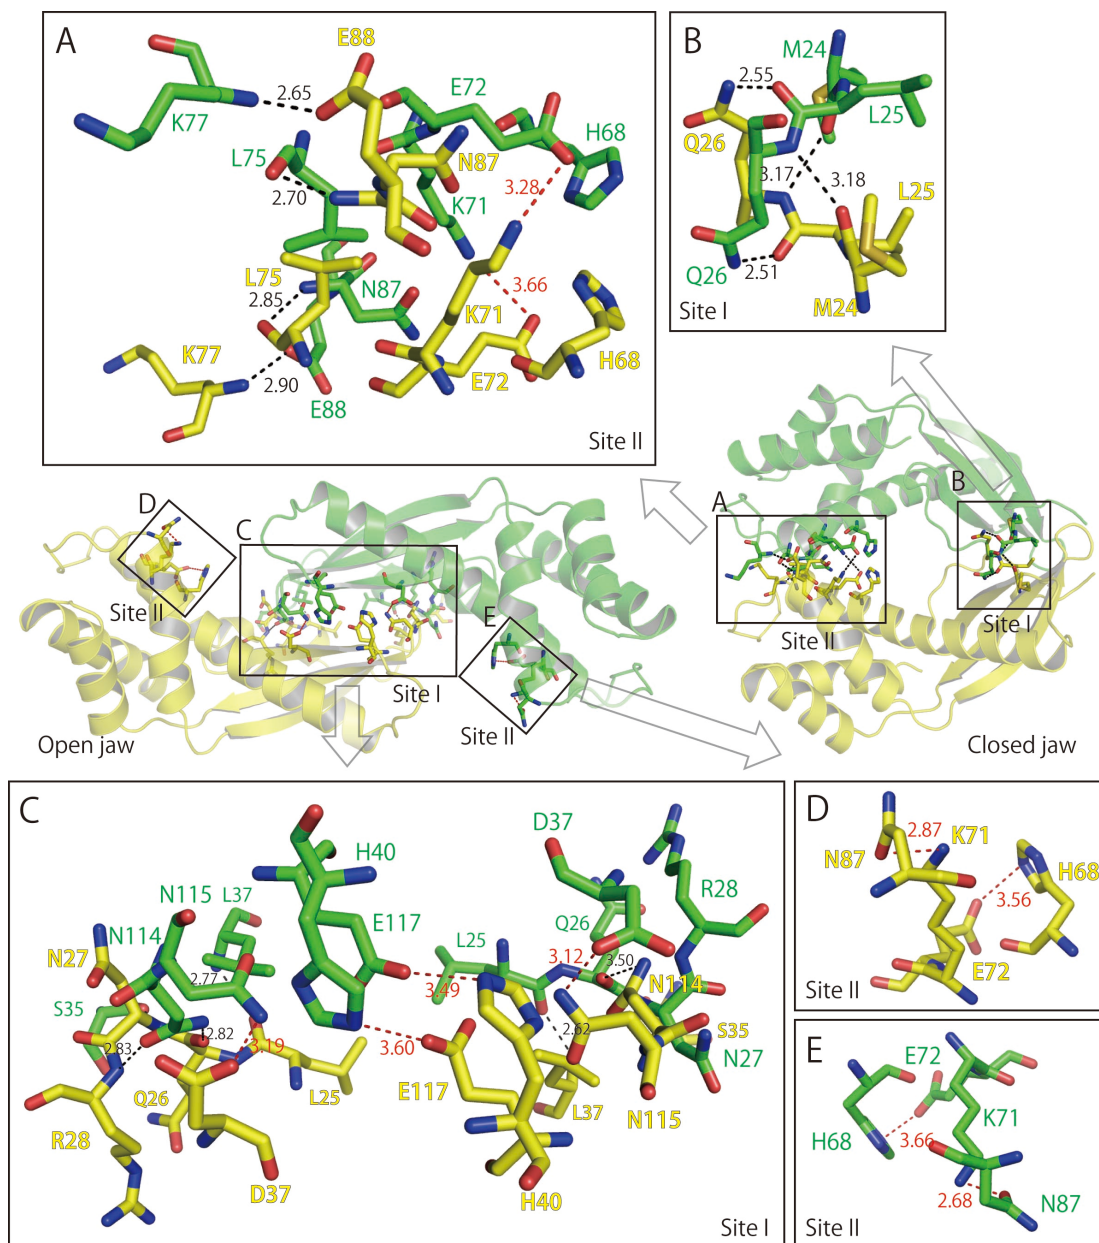 A
E88
E72
2.65
K77
H68
L75
N87
2.70
3.28
K71
L75
N87
3.66
2.85
K71
K77
H68
E72
2.90
E88
Site II
B
M24
2.55
L25
Q26
3.17
3.18
L25
Q26
2.51
Site I
M24
D
C
Site II
E
Site I
Site II
Open jaw
A
B
Site II
Site I
Closed jaw
C
D37
H40
R28
N115
L37
E117
Q26
N114
L25
N27
3.12
3.50
2.77
N114
3.49
S35
S35
2.82
2.62
2.83
3.19
3.60
N27
L25
E117
Q26
L37
N115
R28
D37
H40
Site I
D
2.87
K71
N87
H68
3.56
E72
Site II
E
E72
K71
H68
3.66
2.68
N87
Site II